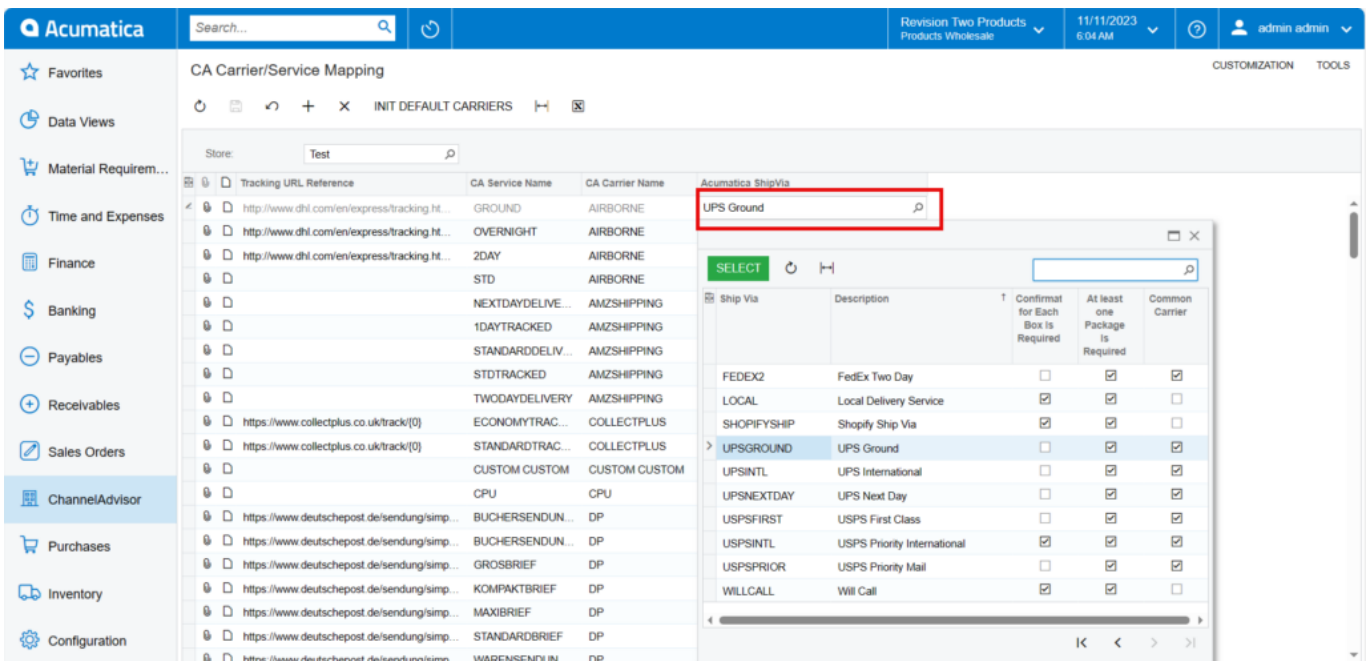 Acumatica
Search...
Revision Two Products
Products Wholesale
11/11/2023
6:04 AM
admin admin
Favorites
Data Views
Material Requirem...
Time and Expenses
Finance
Banking
Payables
Receivables
Sales Orders
ChannelAdvisor
Purchases
Inventory
Configuration
CA Carrier/Service Mapping
CUSTOMIZATION TOOLS
INIT DEFAULT CARRIERS
Store: Test
Tracking URL Reference CA Service Name CA Carrier Name Acumatica ShipVia
http://www.dhl.com/en/express/tracking.ht... GROUND AIRBORNE UPS Ground
http://www.dhl.com/en/express/tracking.ht... OVERNIGHT AIRBORNE
http://www.dhl.com/en/express/tracking.ht... 2DAY AIRBORNE
STD AIRBORNE
NEXTDAYDELIVE... AMZSHIPPING
1DAYTRACKED AMZSHIPPING
STANDARDDELIV... AMZSHIPPING
STDTRACKED AMZSHIPPING
TWODAYDELIVERY AMZSHIPPING
https://www.collectplus.co.uk/track/{0} ECONOMYTRAC... COLLECTPLUS
https://www.collectplus.co.uk/track/{0} STANDARDTRAC... COLLECTPLUS
CUSTOM CUSTOM CUSTOM CUSTOM
CPU CPU
https://www.deutschepost.de/sendung/simp... BUCHERSENDUN... DP
https://www.deutschepost.de/sendung/simp... BUCHERSENDUN... DP
https://www.deutschepost.de/sendung/simp... GROSBRIEF DP
https://www.deutschepost.de/sendung/simp... KOMPAKTBRIEF DP
https://www.deutschepost.de/sendung/simp... MAXIBRIEF DP
https://www.deutschepost.de/sendung/simp... STANDARDBRIEF DP
https://www.deutschepost.de/sendung/simp... WARENSENDUN... DP
SELECT
Ship Via Description Confirmat for Each Box Is Required At least one Package Is Required Common Carrier
FEDEX2 FedEx Two Day
LOCAL Local Delivery Service
SHOPIFYSHIP Shopify Ship Via
UPSGROUND UPS Ground
UPSINTL UPS International
UPSNEXTDAY UPS Next Day
USPSFIRST USPS First Class
USPSINTL USPS Priority International
USPSPRIOR USPS Priority Mail
WILLCALL Will Call